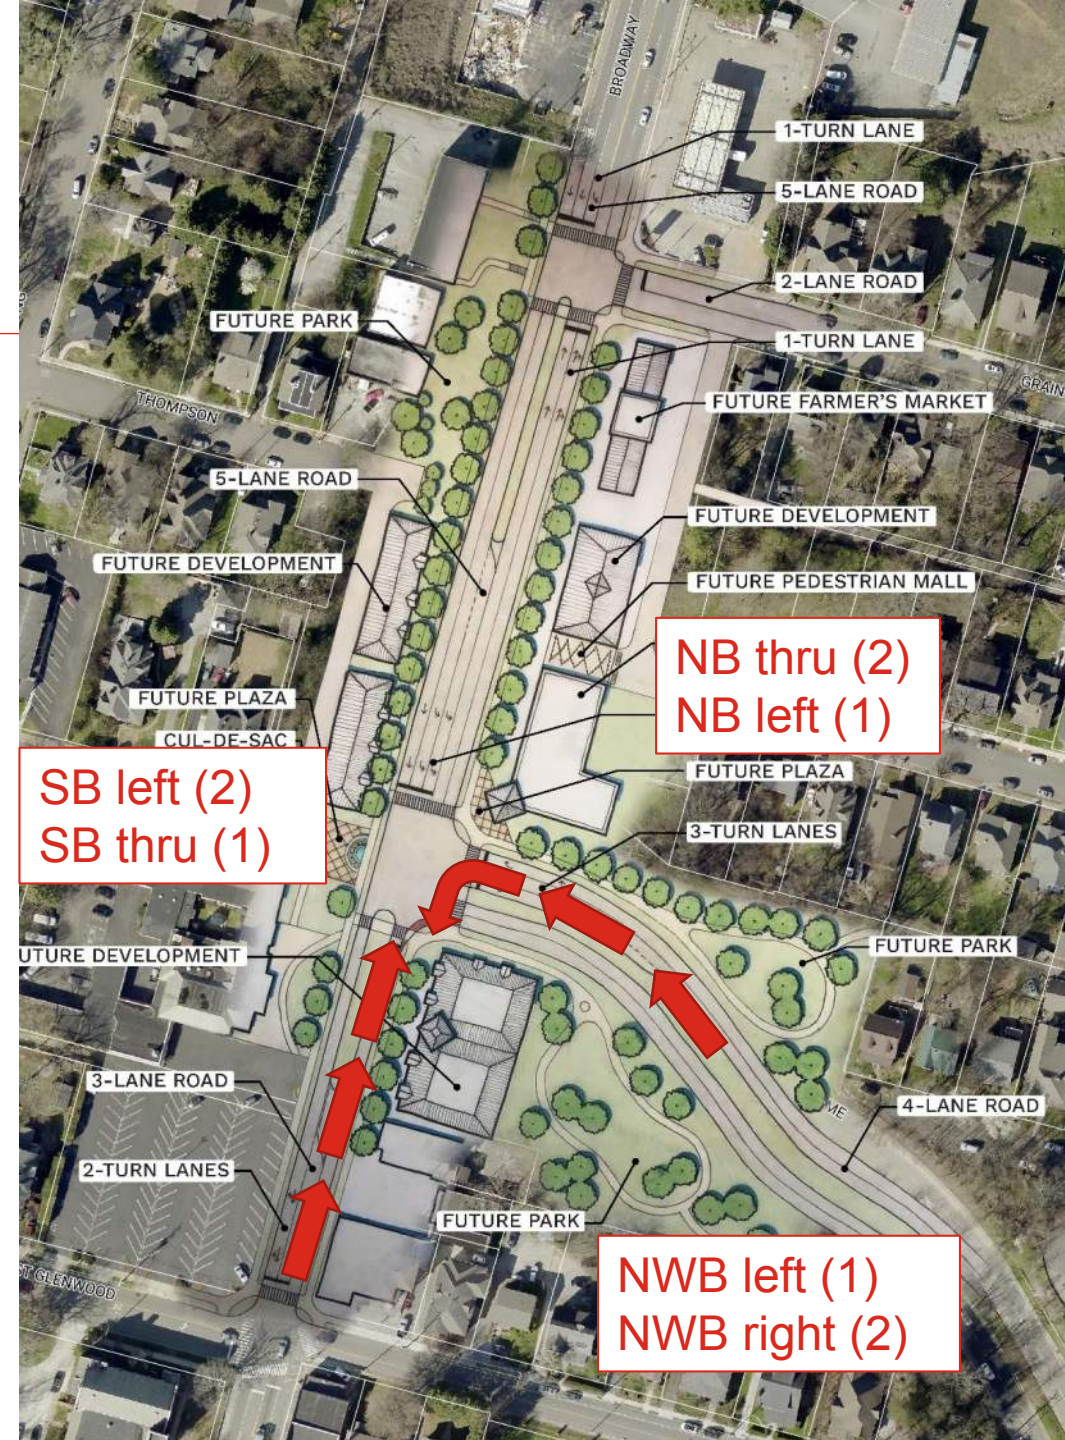 BROADWAY
1-TURN LANE
5-LANE ROAD
2-LANE ROAD
FUTURE PARK
1-TURN LANE
GRAIN
THOMPSON
FUTURE FARMER'S MARKET
5-LANE ROAD
FUTURE DEVELOPMENT
FUTURE DEVELOPMENT
FUTURE PEDESTRIAN MALL
NB thru (2)
NB left (1)
FUTURE PLAZA
CUL-DE-SAC
SB left (2)
SB thru (1)
FUTURE PLAZA
3-TURN LANES
FUTURE PARK
UTURE DEVELOPMENT
3-LANE ROAD
ME
4-LANE ROAD
2-TURN LANES
FUTURE PARK
ST GLENWOOD
NWB left (1)
NWB right (2)